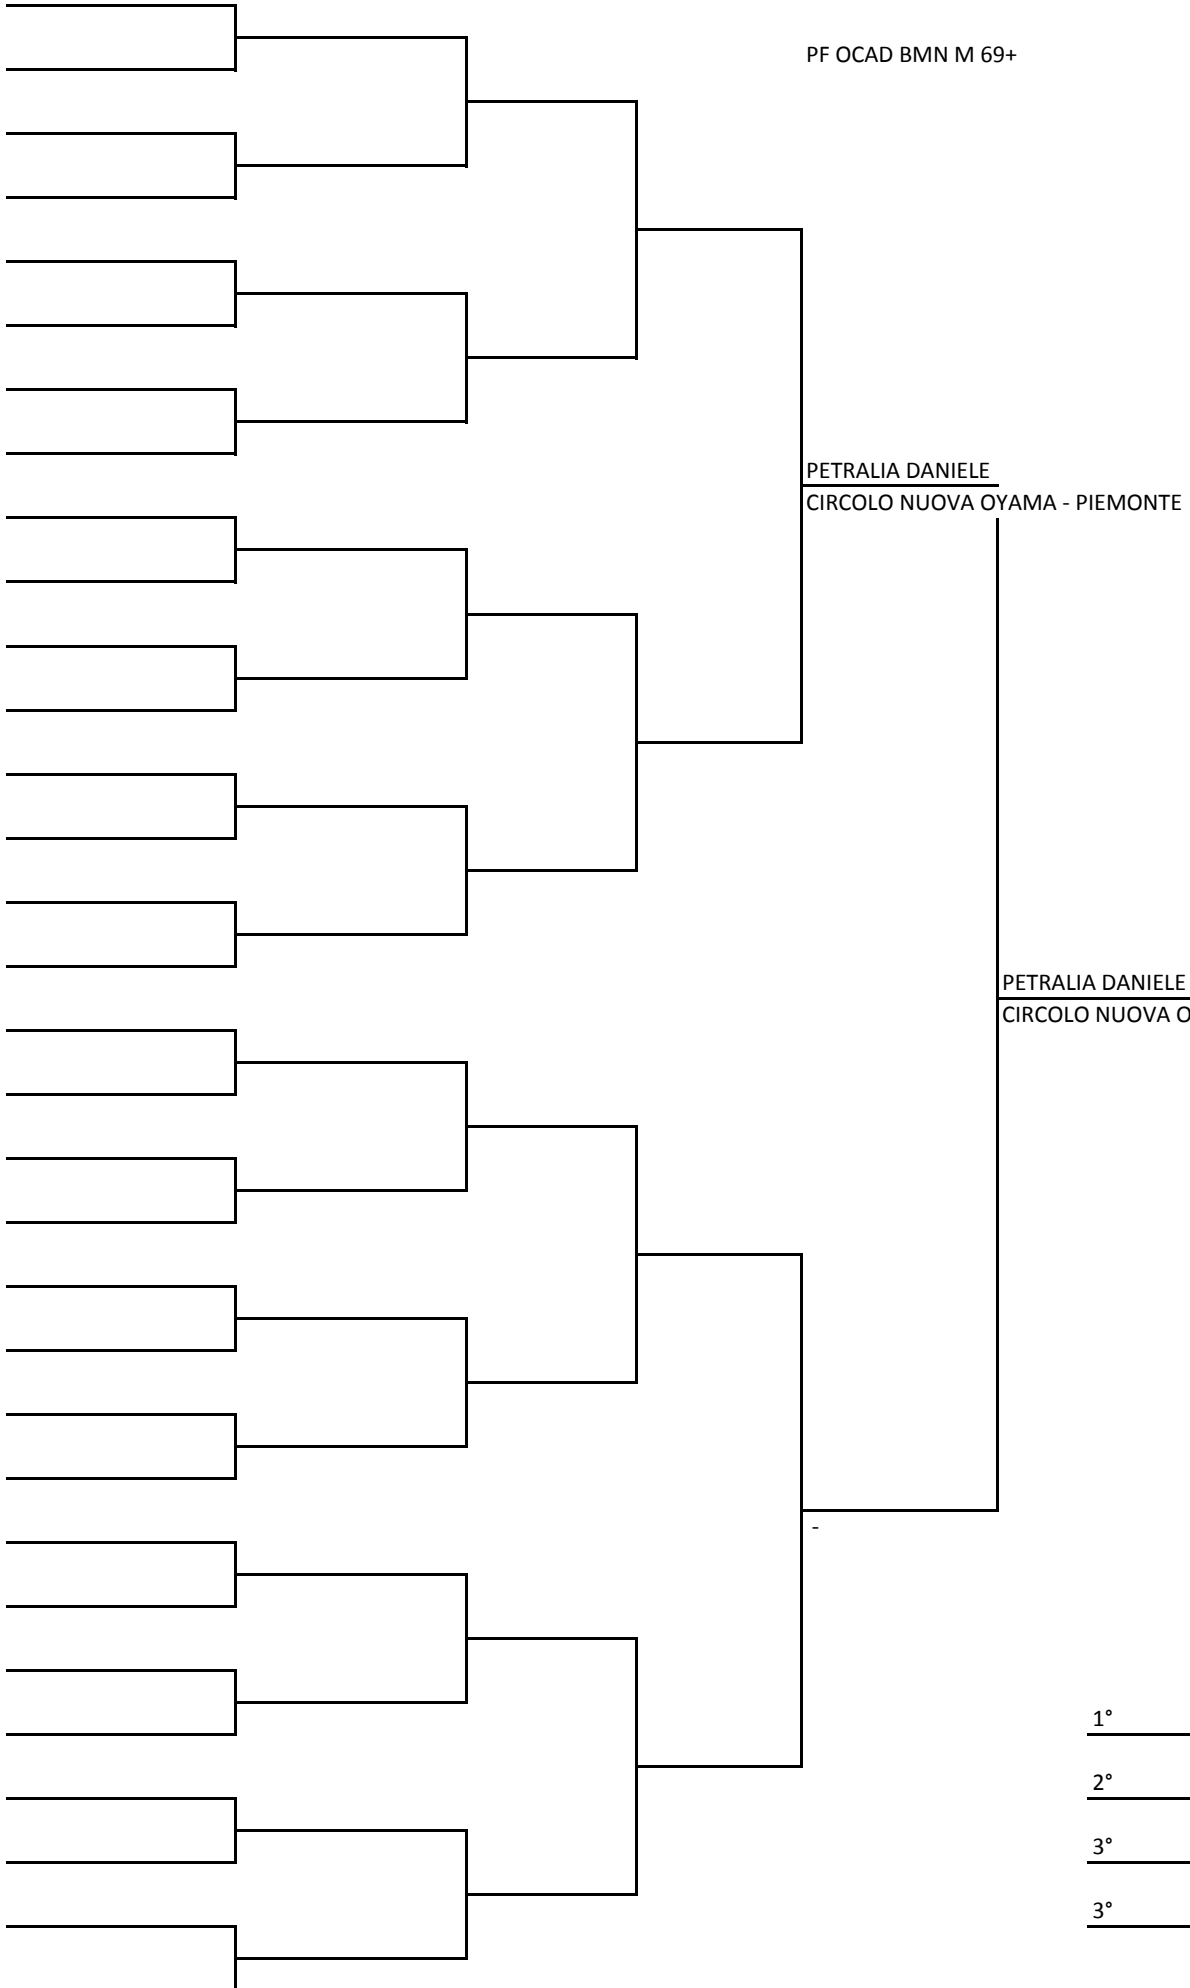 PF OCAD BMN M 69+
PETRALIA DANIELE
CIRCOLO NUOVA OYAMA - PIEMONTE
PETRALIA DANIELE
CIRCOLO NUOVA O
-
1°
2°
3°
3°